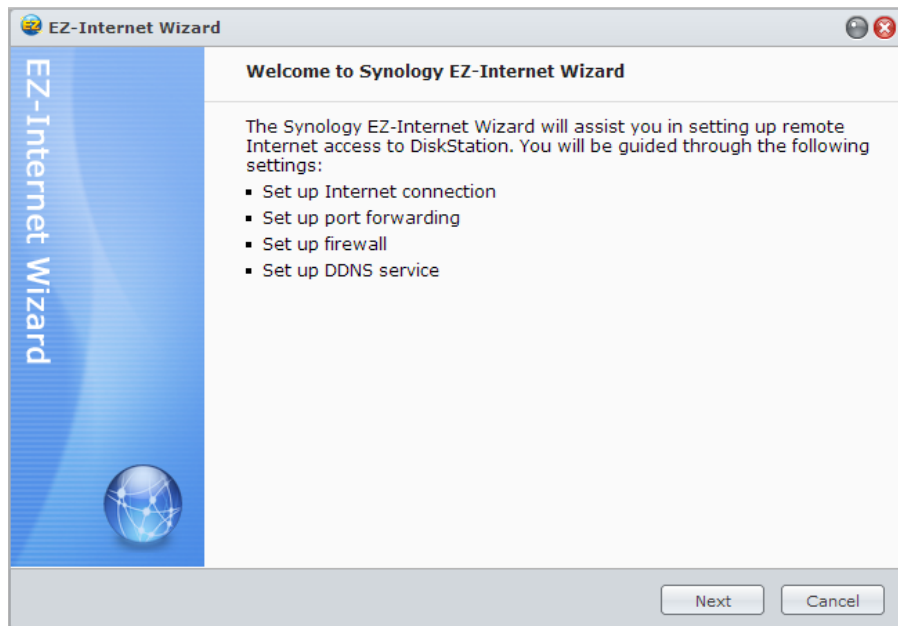 EZ-Internet Wizard
EZ-Internet Wizard
Welcome to Synology EZ-Internet Wizard
The Synology EZ-Internet Wizard will assist you in setting up remote
Internet access to DiskStation. You will be guided through the following
settings:
▪ Set up Internet connection
▪ Set up port forwarding
▪ Set up firewall
▪ Set up DDNS service
Next
Cancel